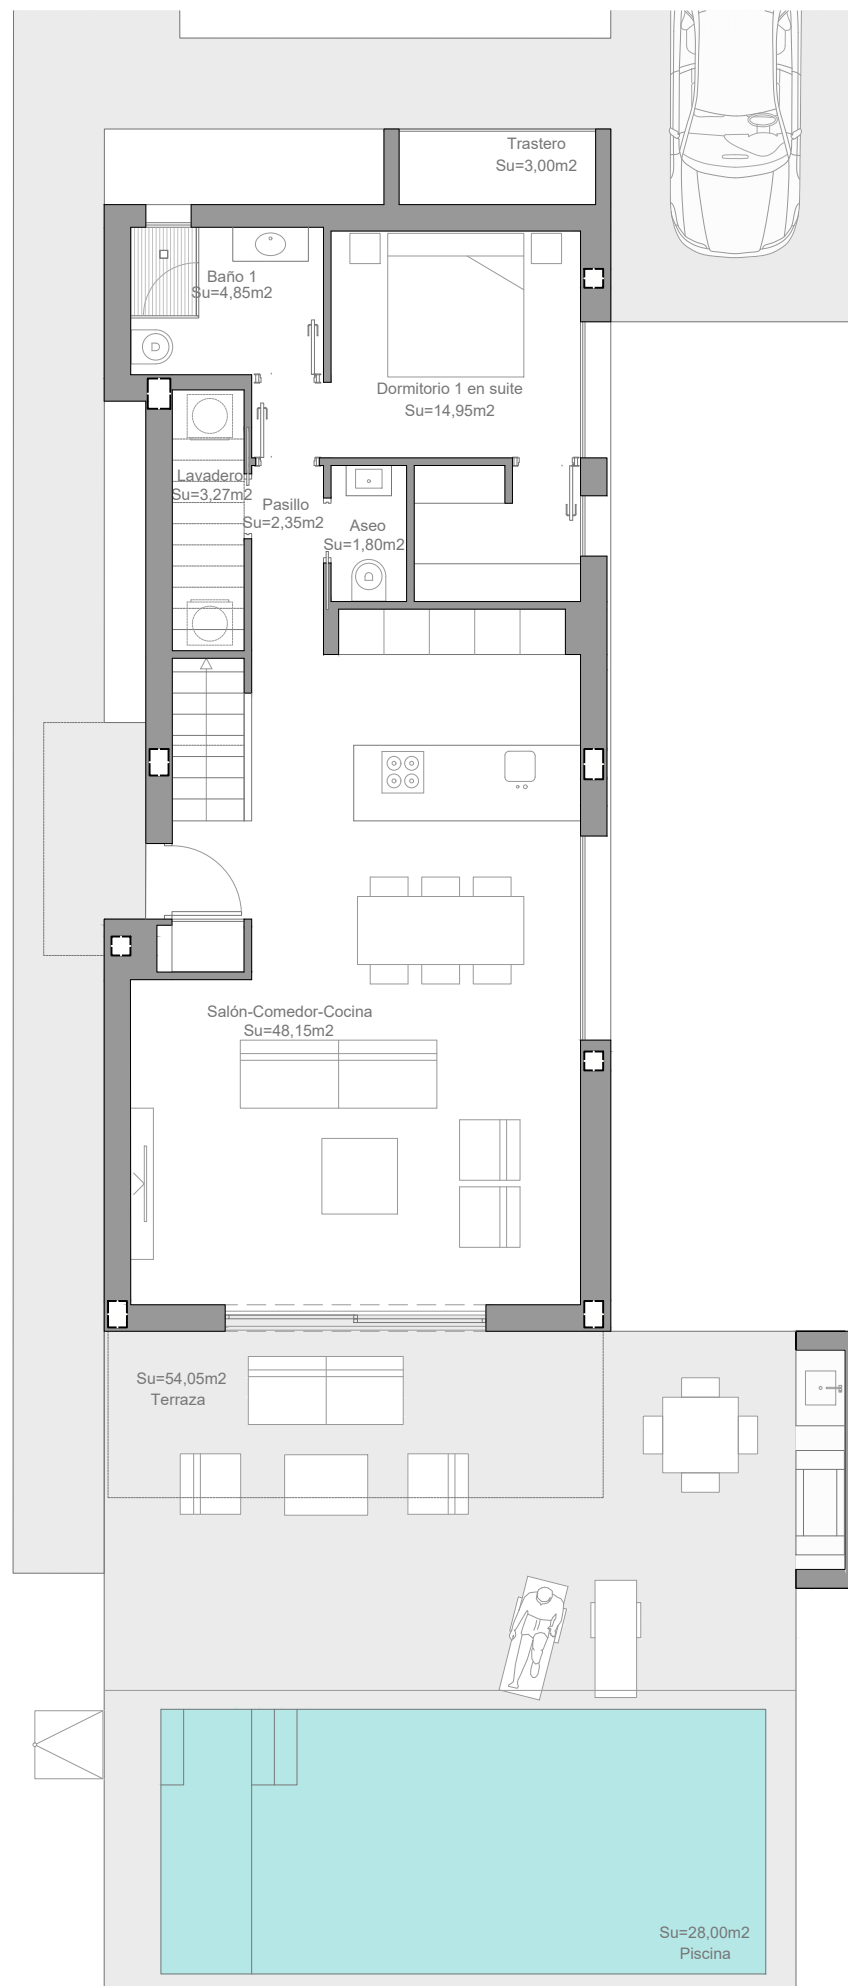 Trastero
Su=3,00m2
Baño 1
Su=4,85m2
Dormitorio 1 en suite
Su=14,95m2
Lavadero
Su=3,27m2
Pasillo
Su=2,35m2
Aseo
Su=1,80m2
Salón-Comedor-Cocina
Su=48,15m2
Su=54,05m2
Terraza
Su=28,00m2
Piscina